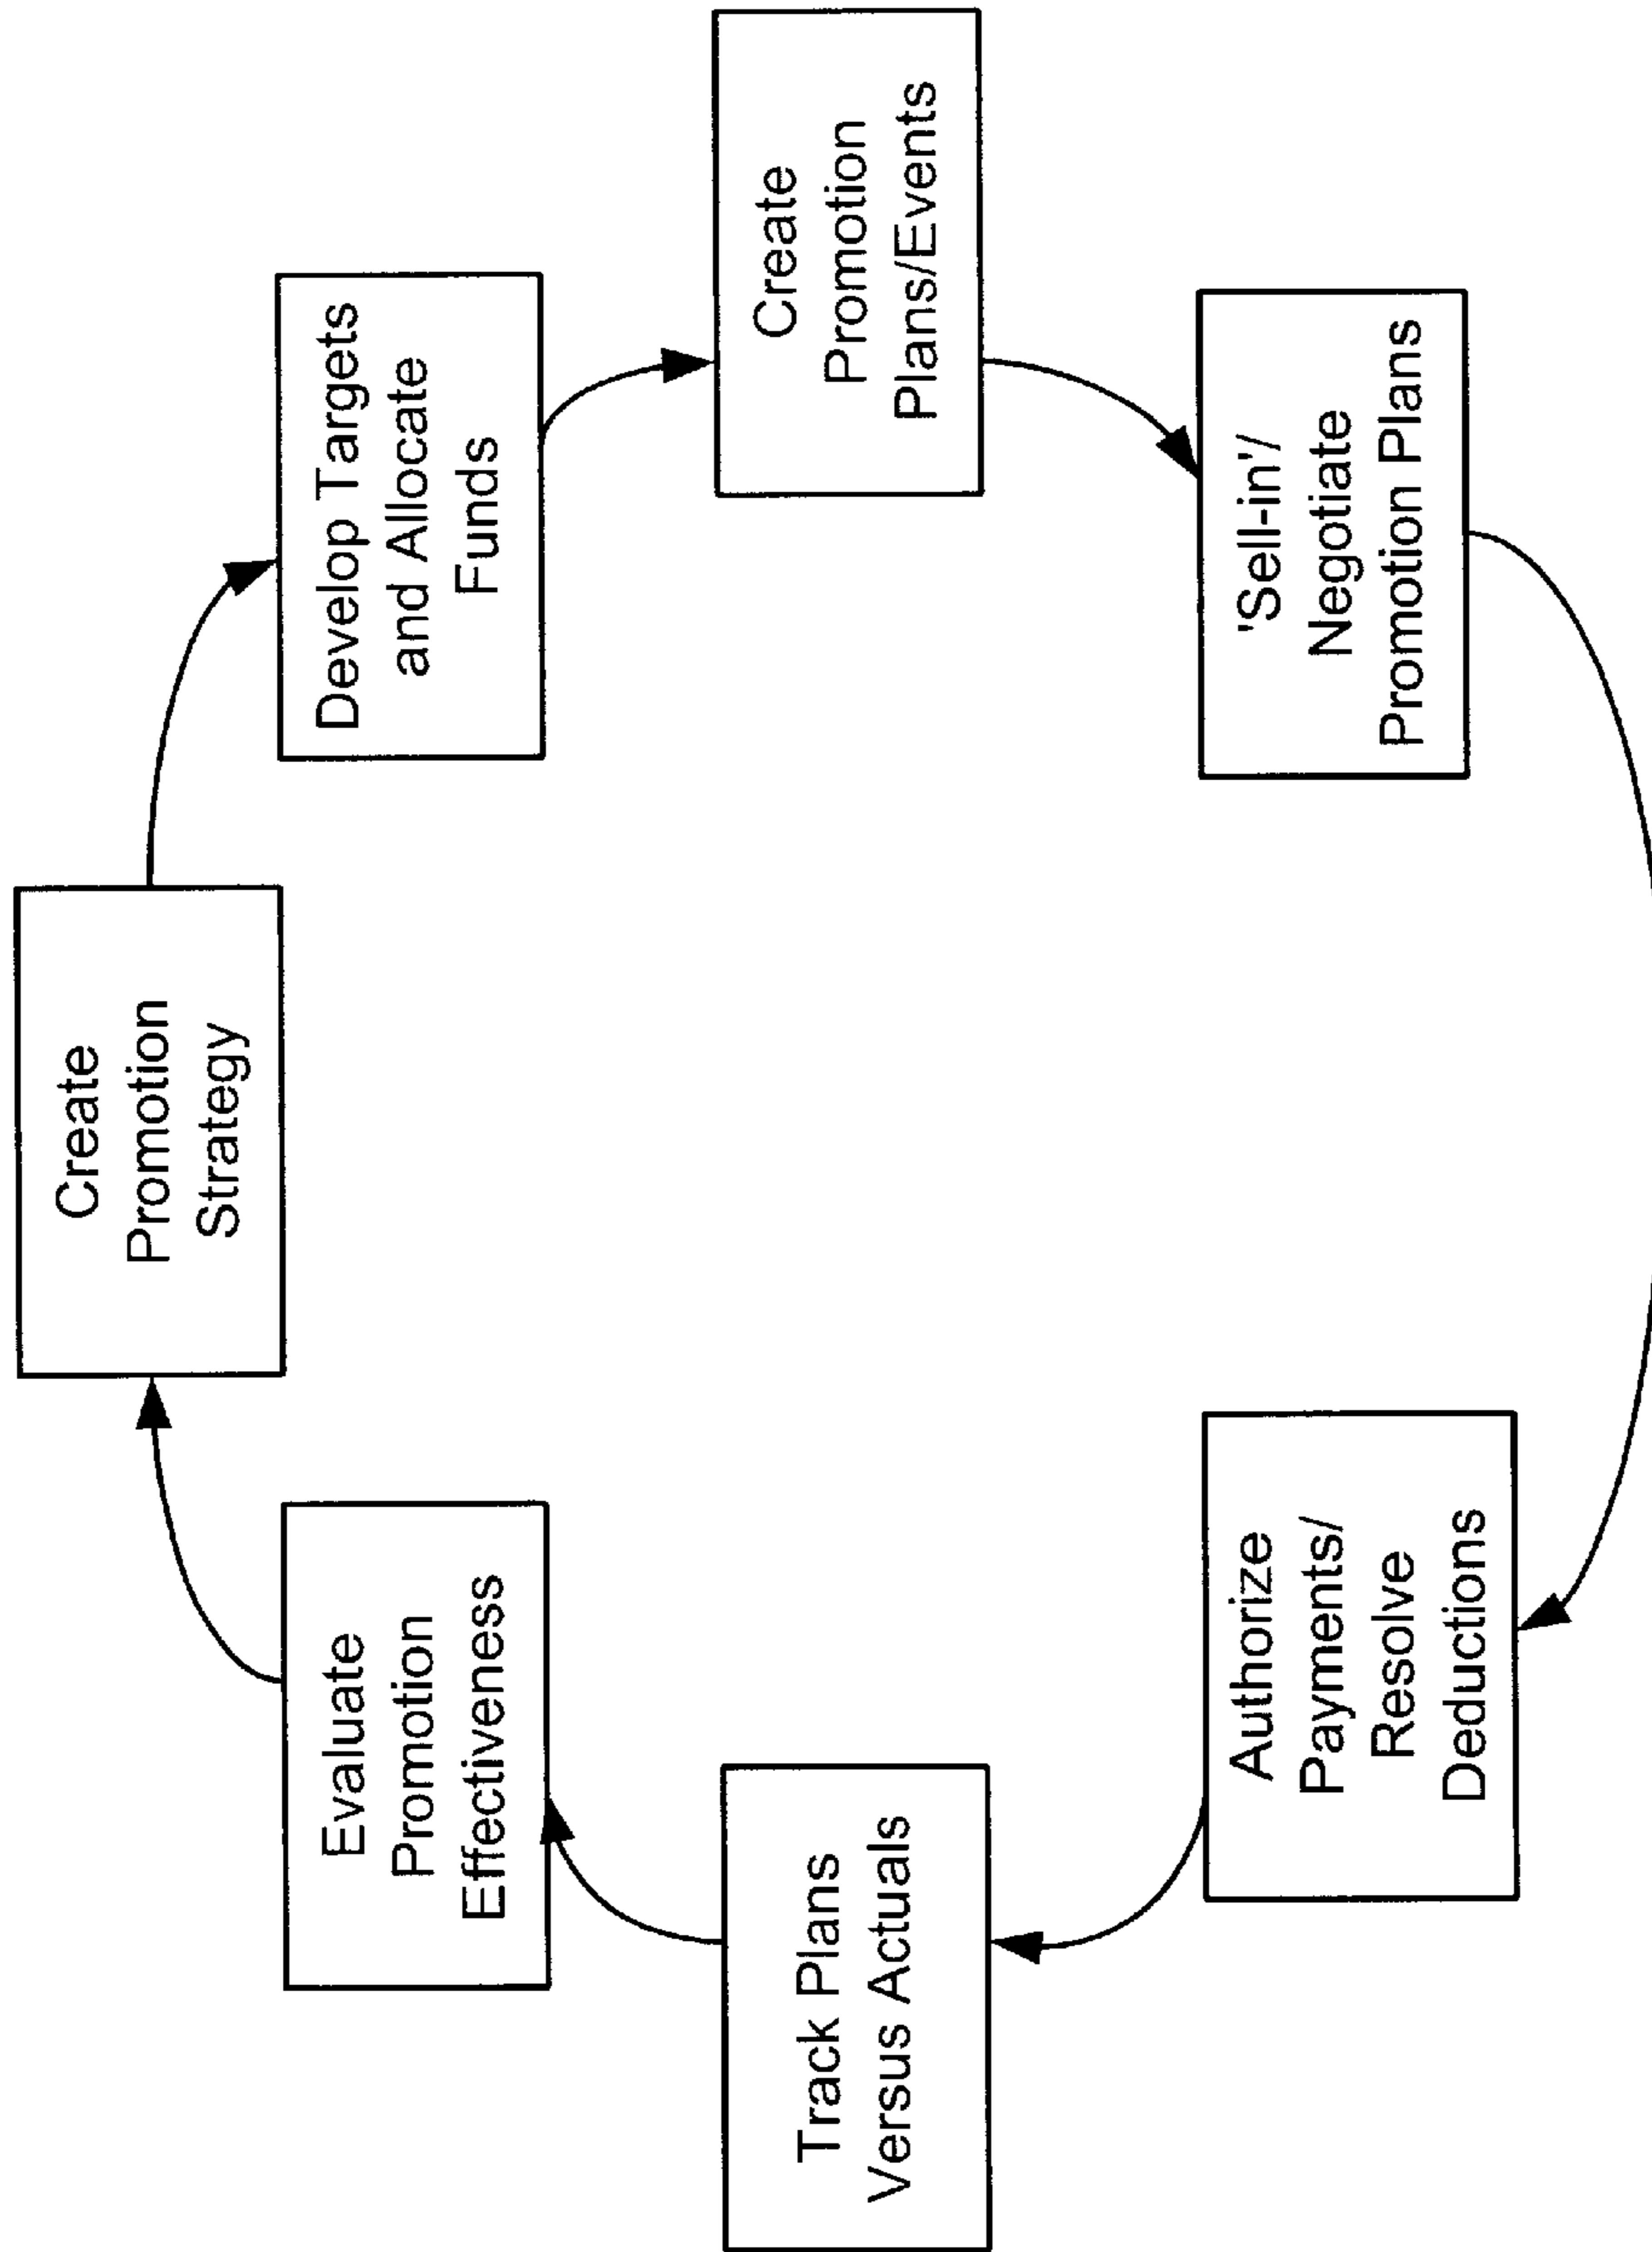 Create
Promotion
Strategy
Develop Targets
and Allocate
Funds
Create
Promotion
Plans/Events
'Sell-in'/
Negotiate
Promotion Plans
Authorize
Payments/
Resolve
Deductions
Track Plans
Versus Actuals
Evaluate
Promotion
Effectiveness